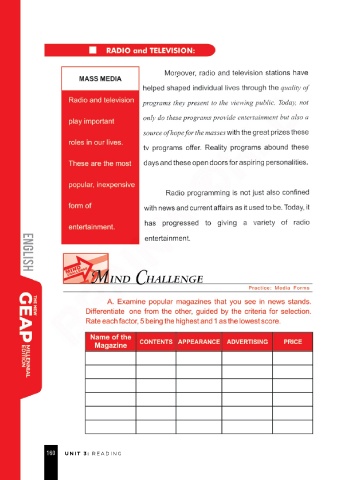 RADIO and TELEVISION:
MASS MEDIA
Radio and television
play important
roles in our lives.
These are the most
popular, inexpensive
form of
entertainment.
Moreover, radio and television stations have
helped shaped individual lives through the quality of
programs they present to the viewing public. Today, not
only do these programs provide entertainment but also a
source of hope for the masses with the great prizes these
tv programs offer. Reality programs abound these
days and these open doors for aspiring personalities.
Radio programming is not just also confined
with news and current affairs as it used to be. Today, it
has progressed to giving a variety of radio
entertainment.
ENGLISH
THE NEW
GEAP
MILLENNIAL
EDITION
MIND CHALLENGE
Practice: Media Forms
A. Examine popular magazines that you see in news stands.
Differentiate one from the other, guided by the criteria for selection.
Rate each factor, 5 being the highest and 1 as the lowest score.
Name of the
Magazine
CONTENTS APPEARANCE ADVERTISING PRICE
160 UNIT 3: READING